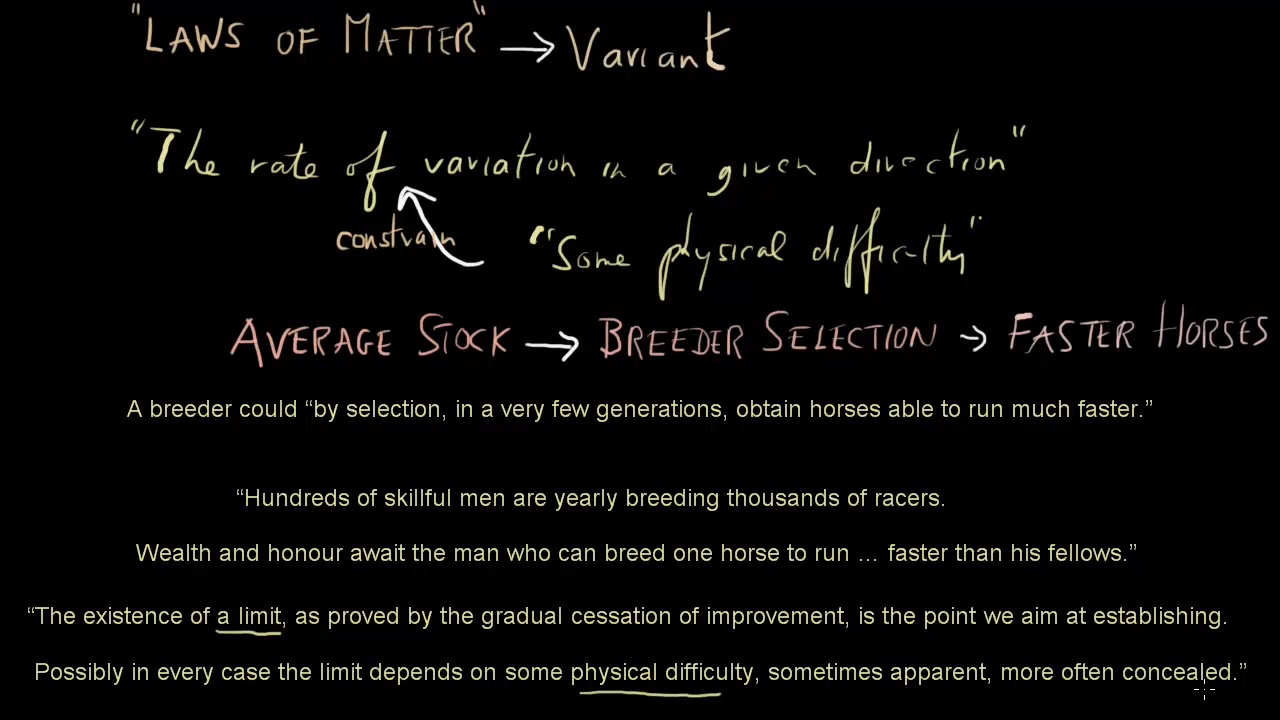 "LAWS OF MATTER" → Variant
"The rate of variation in a given direction"
constrain "Some physical difficulty"
AVERAGE STOCK → BREEDER SELECTION → FASTER HORSES
A breeder could “by selection, in a very few generations, obtain horses able to run much faster.”
“Hundreds of skillful men are yearly breeding thousands of racers.
Wealth and honour await the man who can breed one horse to run … faster than his fellows.”
“The existence of a limit, as proved by the gradual cessation of improvement, is the point we aim at establishing.
Possibly in every case the limit depends on some physical difficulty, sometimes apparent, more often concealed.”